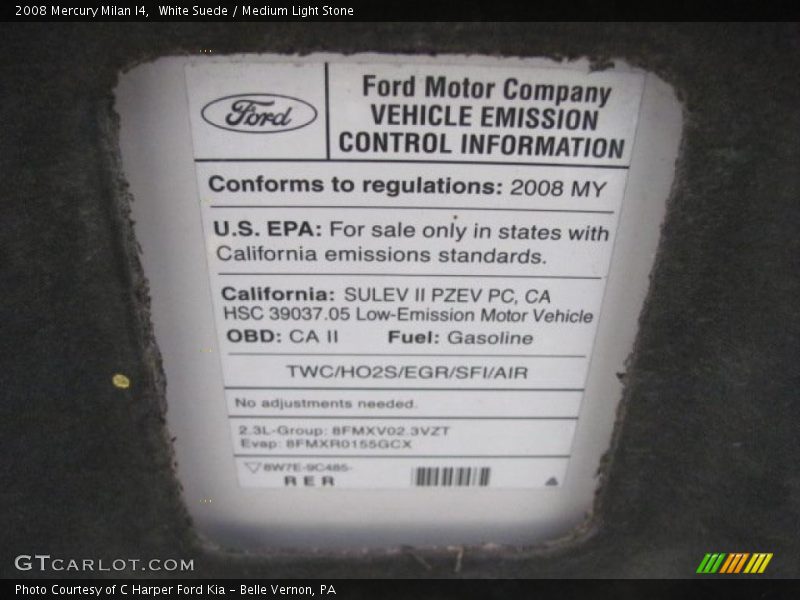 2008 Mercury Milan I4, White Suede / Medium Light Stone
Ford
Ford Motor Company
VEHICLE EMISSION
CONTROL INFORMATION
Conforms to regulations: 2008 MY
U.S. EPA: For sale only in states with
California emissions standards.
California: SULEV II PZEV PC, CA
HSC 39037.05 Low-Emission Motor Vehicle
OBD: CA II Fuel: Gasoline
TWC/HO2S/EGR/SFI/AIR
No adjustments needed.
2.3L-Group: 8FMXV02.3VZT
Evap: 8FMXR0155GCX
8W7E-9C485-
RER
GTCARLOT.COM
Photo Courtesy of C Harper Ford Kia - Belle Vernon, PA